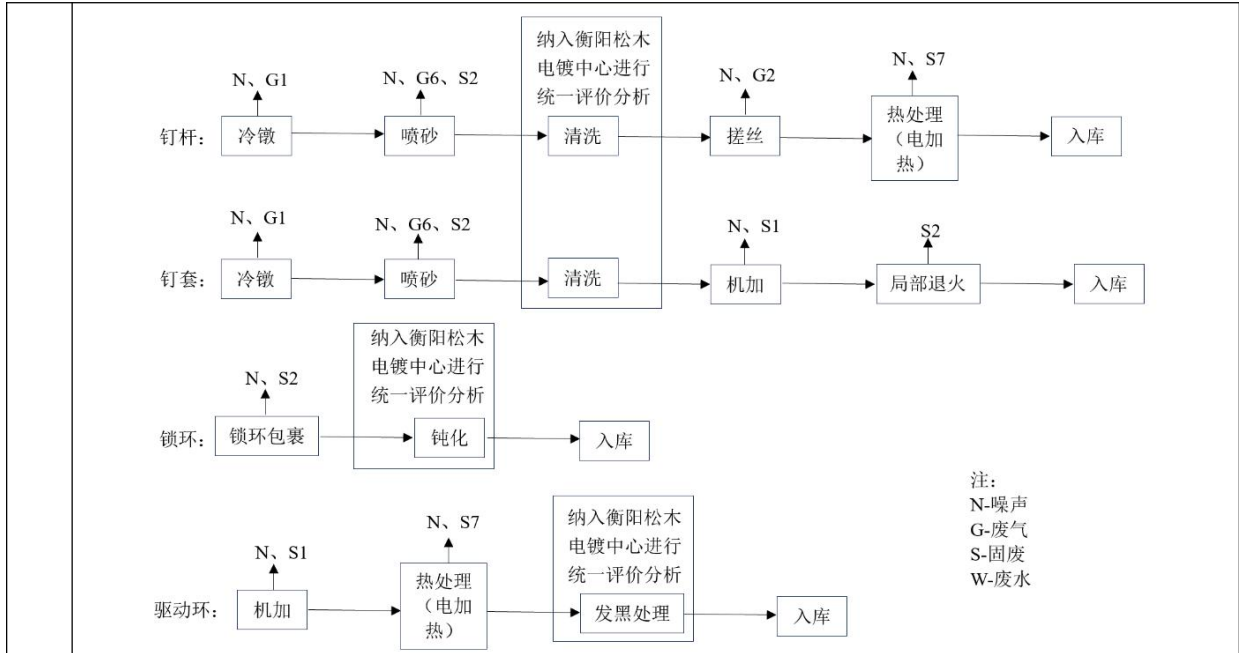 纳入衡阳松木
电镀中心进行
统一评价分析
N、G1
N、G6、S2
N、G2
N、S7
钉杆：
冷镦
喷砂
清洗
搓丝
热处理
（电加
热）
入库
N、G1
N、G6、S2
N、S1
S2
钉套：
冷镦
喷砂
清洗
机加
局部退火
入库
纳入衡阳松木
电镀中心进行
统一评价分析
N、S2
锁环：
锁环包裹
钝化
入库
注：
N-噪声
G-废气
S-固废
W-废水
纳入衡阳松木
电镀中心进行
统一评价分析
N、S1
N、S7
驱动环：
机加
热处理
（电加
热）
发黑处理
入库